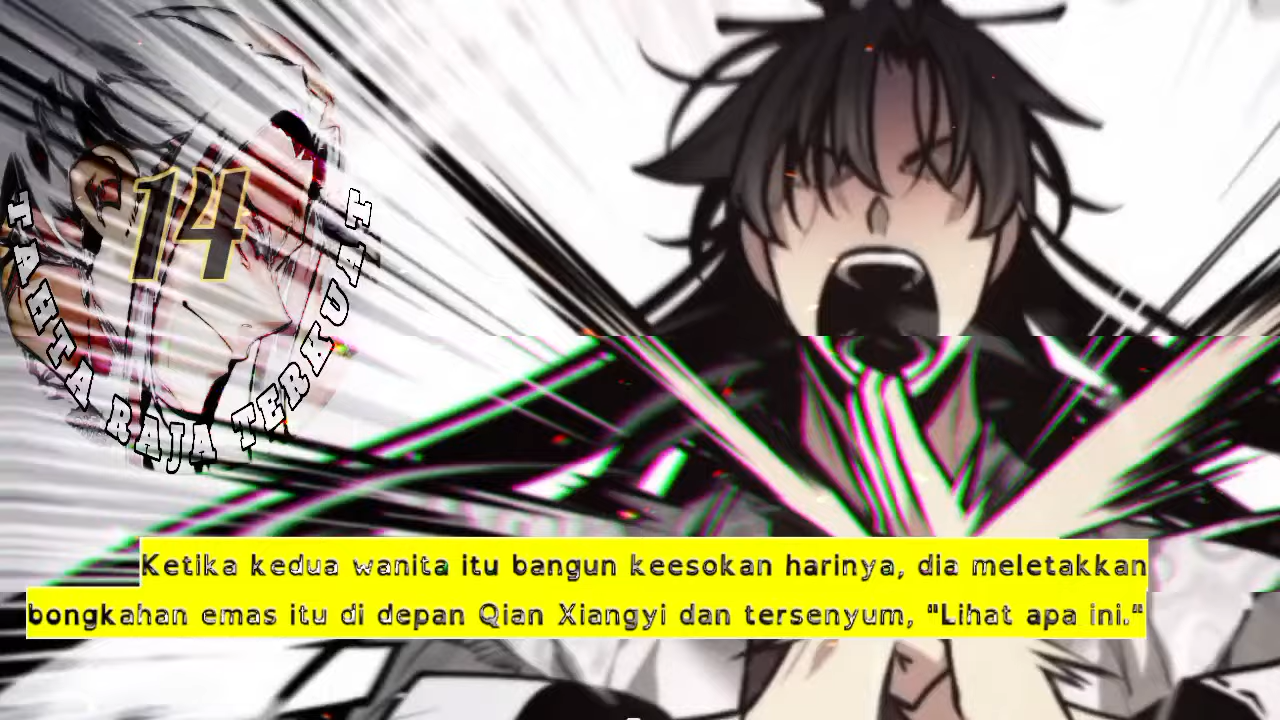 14
TAHTA RAJA TERKUAT
Ketika kedua wanita itu bangun keesokan harinya, dia meletakkan
bongkahan emas itu di depan Qian Xiangyi dan tersenyum, "Lihat apa ini."